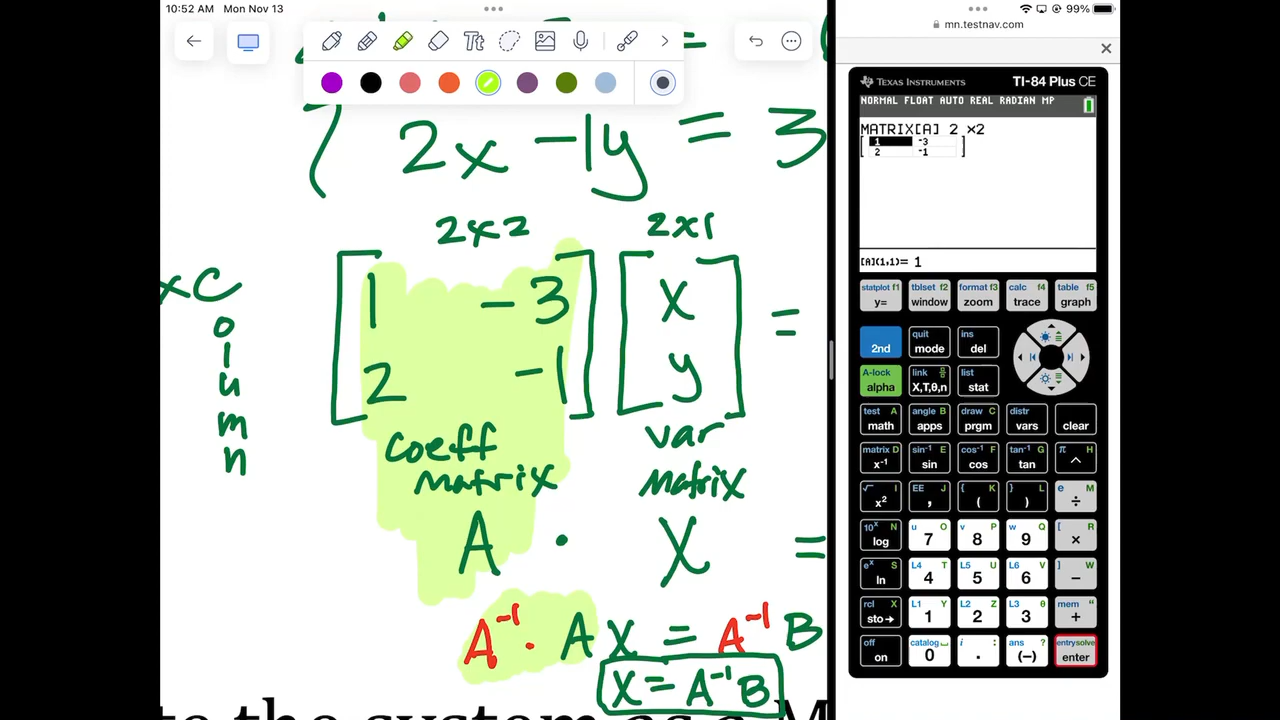 10:52 AM Mon Nov 13
99%
mn.testnav.com
Tt
2x -1y = 3
2x2 2x1
[1 -3] [x] =
[2 -1] [y]
xC
o
l
u
m
n
coeff matrix
var matrix
A · X =
A⁻¹ · A X = A⁻¹ B
X = A⁻¹B
to the system as a M
TEXAS INSTRUMENTS TI-84 Plus CE
NORMAL FLOAT AUTO REAL RADIAN MP
MATRIX[A] 2 ×2
[ 1 -3 ]
[ 2 -1 ]
[A](1,1)= 1
statplot f1 tblset f2 format f3 calc f4 table f5
y= window zoom trace graph
quit ins
2nd mode del
A-lock link list
alpha X,T,θ,n stat
test A angle B draw C distr
math apps prgm vars clear
matrix D sin⁻¹ E cos⁻¹ F tan⁻¹ G π H
x⁻¹ sin cos tan ^
√ I EE J { K } L e M
x² , ( ) ÷
10ˣ N u O v P w Q [ R
log 7 8 9 ×
eˣ S L4 T L5 U L6 V ] W
ln 4 5 6 −
rcl X L1 Y L2 Z L3 θ mem "
sto→ 1 2 3 +
off catalog i : ans ? entry solve
on 0 . (−) enter